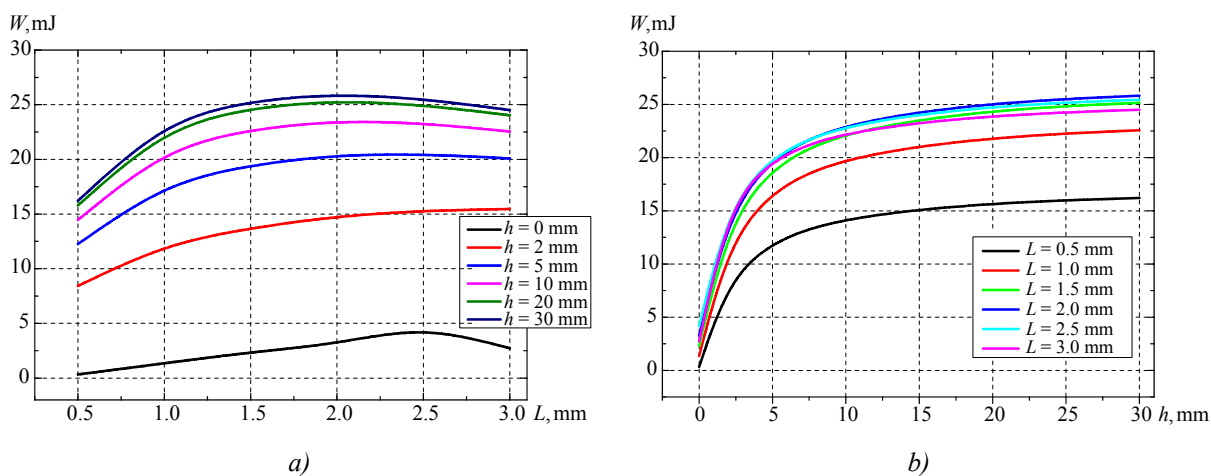 W,mJ
30
25
20
15
10
5
0
0.5 1.0 1.5 2.0 2.5 3.0
L, mm
h = 0 mm
h = 2 mm
h = 5 mm
h = 10 mm
h = 20 mm
h = 30 mm
a)
W,mJ
30
25
20
15
10
5
0
0 5 10 15 20 25 30
h, mm
L = 0.5 mm
L = 1.0 mm
L = 1.5 mm
L = 2.0 mm
L = 2.5 mm
L = 3.0 mm
b)